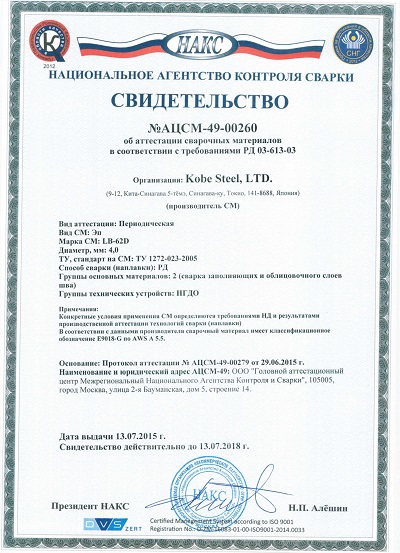 НАКС
2012
СНГ
НАЦИОНАЛЬНОЕ АГЕНТСТВО КОНТРОЛЯ СВАРКИ
СВИДЕТЕЛЬСТВО
№АЦСМ-49-00260
об аттестации сварочных материалов
в соответствии с требованиями РД 03-613-03
Организации: Kobe Steel, LTD.
(9-12, Кита-Синагава 5-тёмэ, Синагава-ку, Токио, 141-8688, Япония)
(производитель СМ)
Вид аттестации: Периодическая
Вид СМ: Эп
Марка СМ: LB-62D
Диаметр, мм: 4,0
ТУ, стандарт на СМ: ТУ 1272-023-2005
Способ сварки (наплавки): РД
Группы основных материалов: 2 (сварка заполняющих и облицовочного слоев
шва)
Группы технических устройств: НГДО
Примечания:
Конкретные условия применения СМ определяются требованиями НД и результатами
производственной аттестации технологий сварки (наплавки)
В соответствии с данными производителя сварочный материал имеет классификационное
обозначение E9018-G по AWS A 5.5.
Основание: Протокол аттестации № АЦСМ-49-00279 от 29.06.2015 г.
Наименование и юридический адрес АЦСМ-49: ООО "Головной аттестационный
центр Межрегиональный Национального Агентства Контроля и Сварки", 105005,
город Москва, улица 2-я Бауманская, дом 5, строение 14.
Дата выдачи 13.07.2015 г.
Свидетельство действительно до 13.07.2018 г.
НАКС
Президент НАКС
Н.П. Алёшин
DVS ZERT
Certified Management System according to ISO 9001
Registration No.: D-ZM-16083-01-ISO9001-2014.0033